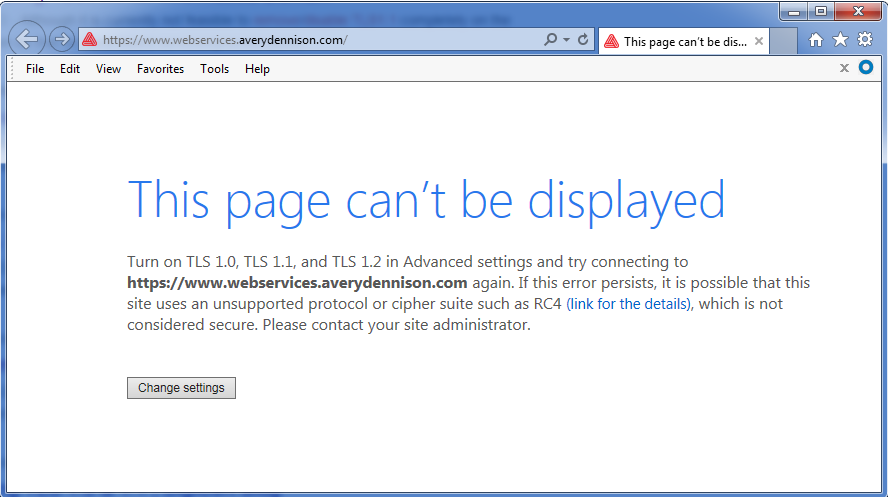 https://www.webservices.averydennison.com/
This page can't be dis...
File Edit View Favorites Tools Help
This page can’t be displayed
Turn on TLS 1.0, TLS 1.1, and TLS 1.2 in Advanced settings and try connecting to
https://www.webservices.averydennison.com again. If this error persists, it is possible that this
site uses an unsupported protocol or cipher suite such as RC4 (link for the details), which is not
considered secure. Please contact your site administrator.
Change settings